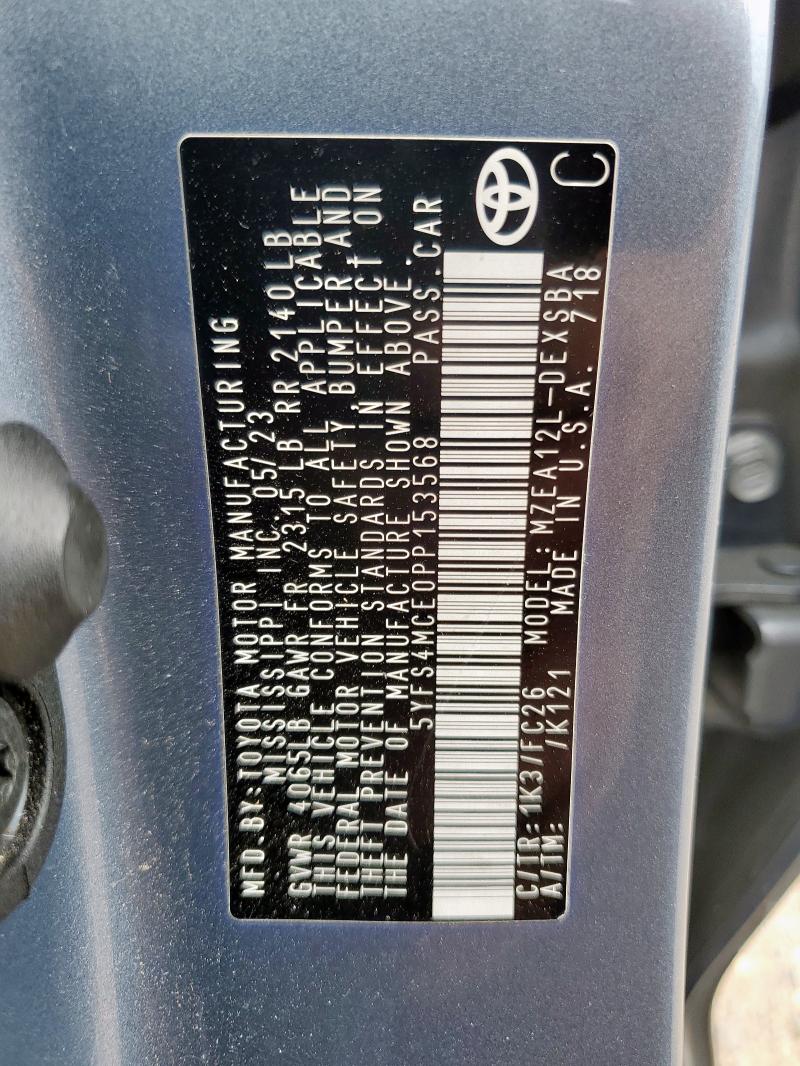 MFD.BY:TOYOTA MOTOR MANUFACTURING
MISSISSIPPI INC. 05/23
GVWR 4065LB GAWR FR 2315 LB RR 2140LB
THIS VEHICLE CONFORMS TO ALL APPLICABLE
FEDERAL MOTOR VEHICLE SAFETY, BUMPER, AND
THEFT PREVENTION STANDARDS IN EFFECT ON
THE DATE OF MANUFACTURE SHOWN ABOVE.
5YFS4MCE0PP153568 PASS.CAR
C/TR: 1K3/FC26 MODEL: MZEA12L-DEXSBA
A/TM: /K121 MADE IN U.S.A. 718
C